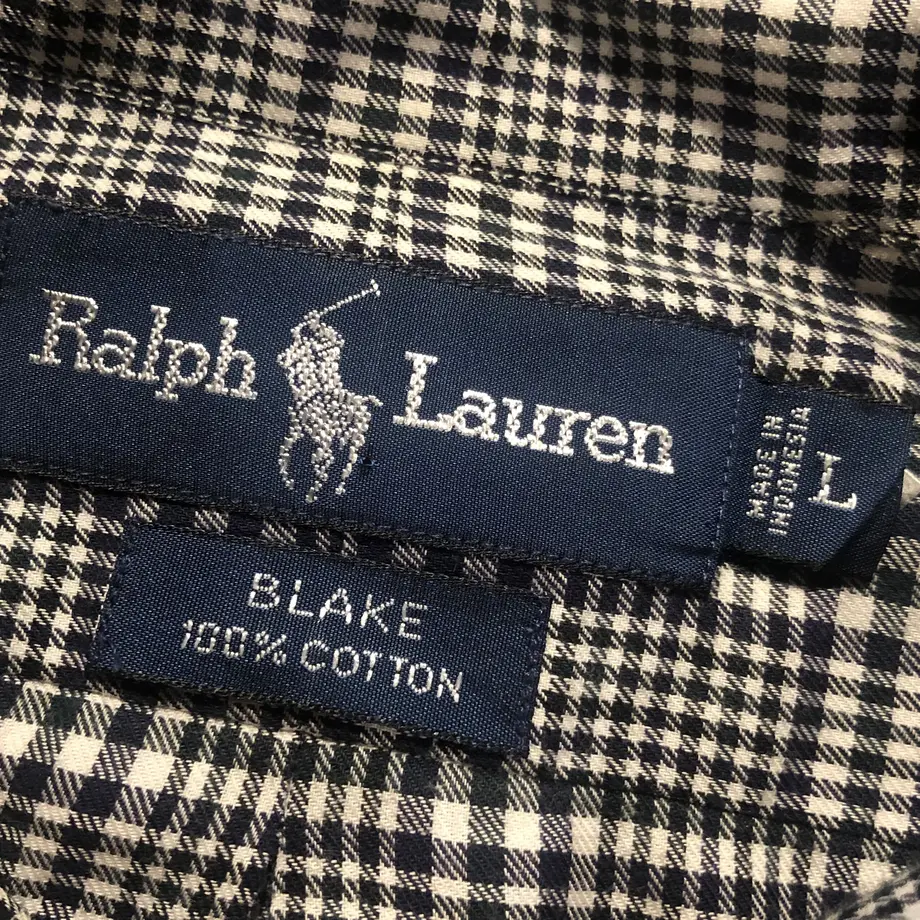 Ralph Lauren
MADE IN
INDONESIA
L
BLAKE
100% COTTON